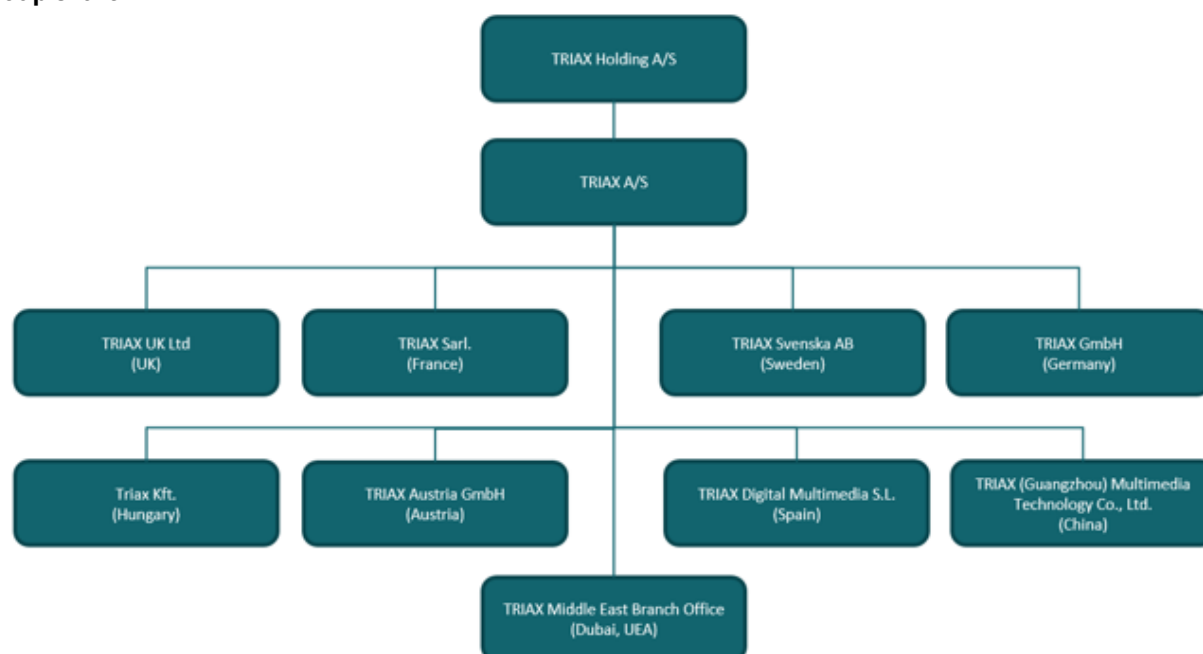 TRIAX Holding A/S
TRIAX A/S
TRIAX UK Ltd
(UK)
TRIAX Sarl.
(France)
TRIAX Svenska AB
(Sweden)
TRIAX GmbH
(Germany)
Triax Kft.
(Hungary)
TRIAX Austria GmbH
(Austria)
TRIAX Digital Multimedia S.L.
(Spain)
TRIAX (Guangzhou) Multimedia
Technology Co., Ltd.
(China)
TRIAX Middle East Branch Office
(Dubai, UEA)